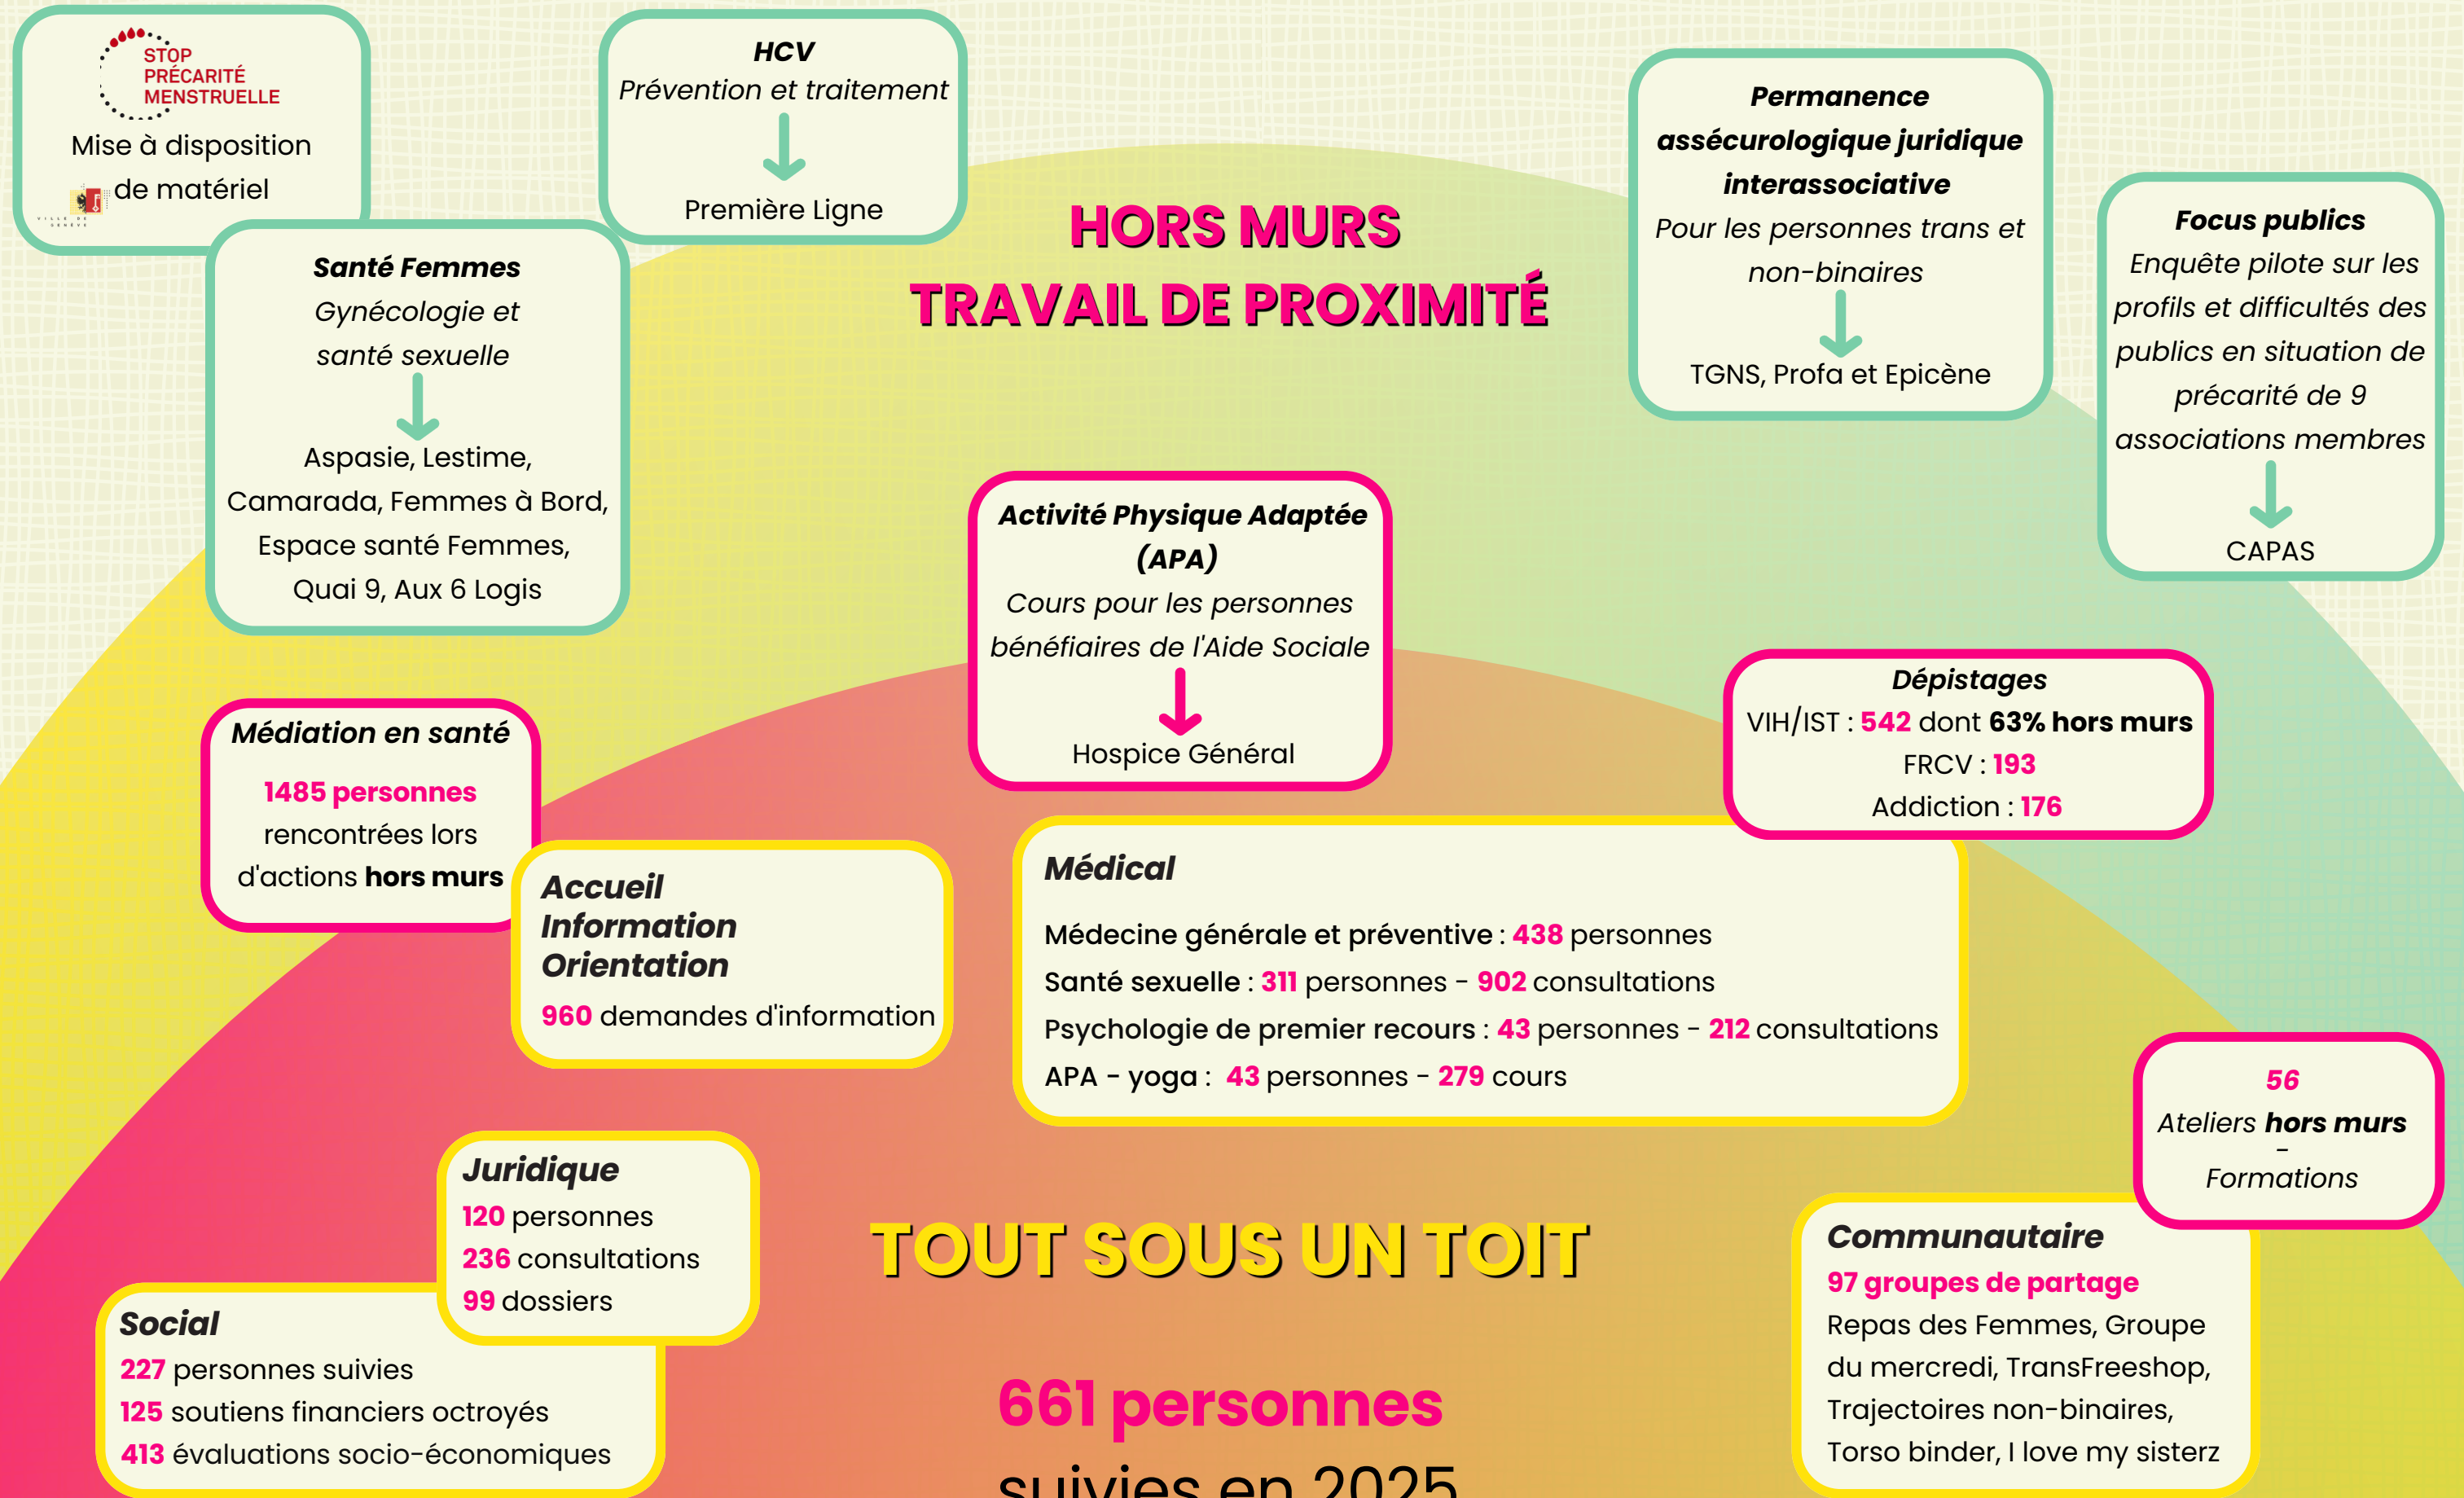 STOP
PRÉCARITÉ
MENSTRUELLE
Mise à disposition
de matériel
VILLE DE
GENÈVE
HCV
Prévention et traitement
Première Ligne
Santé Femmes
Gynécologie et
santé sexuelle
Aspasie, Lestime,
Camarada, Femmes à Bord,
Espace santé Femmes,
Quai 9, Aux 6 Logis
HORS MURS
TRAVAIL DE PROXIMITÉ
Permanence
assécurologique juridique
interassociative
Pour les personnes trans et
non-binaires
TGNS, Profa et Epicène
Focus publics
Enquête pilote sur les
profils et difficultés des
publics en situation de
précarité de 9
associations membres
CAPAS
Activité Physique Adaptée
(APA)
Cours pour les personnes
bénéfiaires de l'Aide Sociale
Hospice Général
Dépistages
VIH/IST : 542 dont 63% hors murs
FRCV : 193
Addiction : 176
Médiation en santé
1485 personnes
rencontrées lors
d'actions hors murs
Accueil
Information
Orientation
960 demandes d'information
Médical
Médecine générale et préventive : 438 personnes
Santé sexuelle : 311 personnes - 902 consultations
Psychologie de premier recours : 43 personnes - 212 consultations
APA - yoga : 43 personnes - 279 cours
56
Ateliers hors murs
-
Formations
Juridique
120 personnes
236 consultations
99 dossiers
TOUT SOUS UN TOIT
Communautaire
97 groupes de partage
Repas des Femmes, Groupe
du mercredi, TransFreeshop,
Trajectoires non-binaires,
Torso binder, I love my sisterz
Social
227 personnes suivies
125 soutiens financiers octroyés
413 évaluations socio-économiques
661 personnes
suivies en 2025